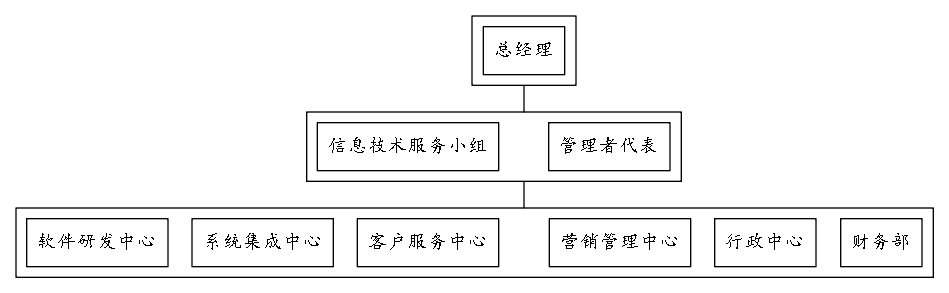 总经理
信息技术服务小组
管理者代表
软件研发中心
系统集成中心
客户服务中心
营销管理中心
行政中心
财务部